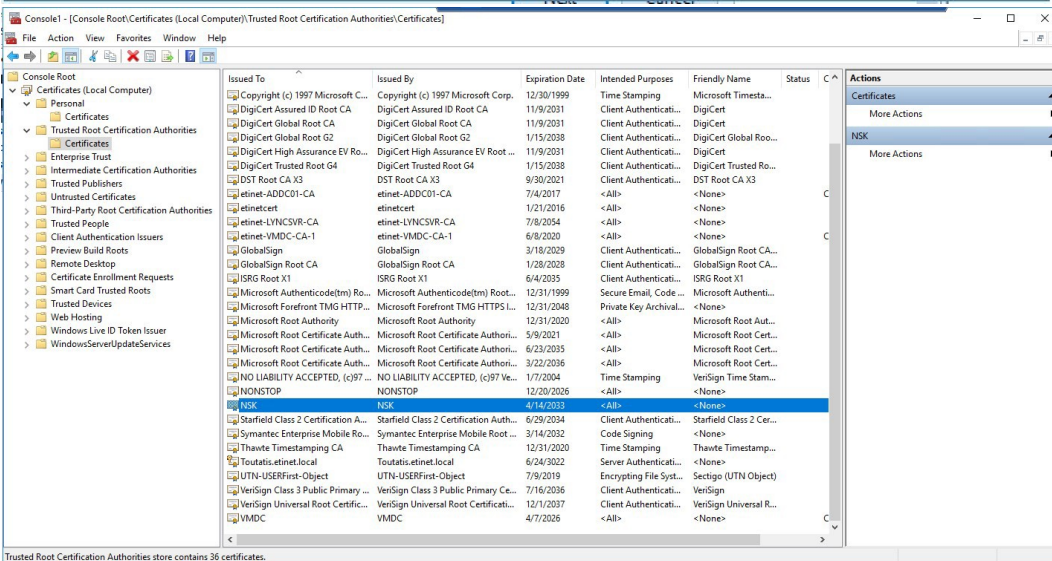 Next Cancel
Console1 - [Console Root\Certificates (Local Computer)\Trusted Root Certification Authorities\Certificates]
File Action View Favorites Window Help
Console Root
Certificates (Local Computer)
Personal
Certificates
Trusted Root Certification Authorities
Certificates
Enterprise Trust
Intermediate Certification Authorities
Trusted Publishers
Untrusted Certificates
Third-Party Root Certification Authorities
Trusted People
Client Authentication Issuers
Preview Build Roots
Remote Desktop
Certificate Enrollment Requests
Smart Card Trusted Roots
Trusted Devices
Web Hosting
Windows Live ID Token Issuer
WindowsServerUpdateServices
Issued To Issued By Expiration Date Intended Purposes Friendly Name Status C
Copyright (c) 1997 Microsoft C... Copyright (c) 1997 Microsoft Corp. 12/30/1999 Time Stamping Microsoft Timesta...
DigiCert Assured ID Root CA DigiCert Assured ID Root CA 11/9/2031 Client Authenticati... DigiCert
DigiCert Global Root CA DigiCert Global Root CA 11/9/2031 Client Authenticati... DigiCert
DigiCert Global Root G2 DigiCert Global Root G2 1/15/2038 Client Authenticati... DigiCert Global Roo...
DigiCert High Assurance EV Ro... DigiCert High Assurance EV Root ... 11/9/2031 Client Authenticati... DigiCert
DigiCert Trusted Root G4 DigiCert Trusted Root G4 1/15/2038 Client Authenticati... DigiCert Trusted Ro...
DST Root CA X3 DST Root CA X3 9/30/2021 Client Authenticati... DST Root CA X3
etinet-ADDC01-CA etinet-ADDC01-CA 7/4/2017 <All> <None> C
etinetcert etinetcert 1/21/2016 <All> <None>
etinet-LYNCSVR-CA etinet-LYNCSVR-CA 7/8/2054 <All> <None>
etinet-VMDC-CA-1 etinet-VMDC-CA-1 6/8/2020 <All> <None> C
GlobalSign GlobalSign 3/18/2029 Client Authenticati... GlobalSign Root CA...
GlobalSign Root CA GlobalSign Root CA 1/28/2028 Client Authenticati... GlobalSign Root CA...
ISRG Root X1 ISRG Root X1 6/4/2035 Client Authenticati... ISRG Root X1
Microsoft Authenticode(tm) Ro... Microsoft Authenticode(tm) Root... 12/31/1999 Secure Email, Code ... Microsoft Authenti...
Microsoft Forefront TMG HTTP... Microsoft Forefront TMG HTTPS I... 12/31/2048 Private Key Archival... <None>
Microsoft Root Authority Microsoft Root Authority 12/31/2020 <All> Microsoft Root Aut...
Microsoft Root Certificate Auth... Microsoft Root Certificate Authori... 5/9/2021 <All> Microsoft Root Cert...
Microsoft Root Certificate Auth... Microsoft Root Certificate Authori... 6/23/2035 <All> Microsoft Root Cert...
Microsoft Root Certificate Auth... Microsoft Root Certificate Authori... 3/22/2036 <All> Microsoft Root Cert...
NO LIABILITY ACCEPTED, (c)97 ... NO LIABILITY ACCEPTED, (c)97 Ve... 1/7/2004 Time Stamping VeriSign Time Stam...
NONSTOP NONSTOP 12/20/2026 <All> <None>
NSK NSK 4/14/2033 <All> <None>
Starfield Class 2 Certification A... Starfield Class 2 Certification Auth... 6/29/2034 Client Authenticati... Starfield Class 2 Cer...
Symantec Enterprise Mobile Ro... Symantec Enterprise Mobile Root ... 3/14/2032 Code Signing <None>
Thawte Timestamping CA Thawte Timestamping CA 12/31/2020 Time Stamping Thawte Timestamp...
Toutatis.etinet.local Toutatis.etinet.local 6/24/3022 Server Authenticati... <None>
UTN-USERFirst-Object UTN-USERFirst-Object 7/9/2019 Encrypting File Syst... Sectigo (UTN Object)
VeriSign Class 3 Public Primary ... VeriSign Class 3 Public Primary Ce... 7/16/2036 Client Authenticati... VeriSign
VeriSign Universal Root Certific... VeriSign Universal Root Certificati... 12/1/2037 Client Authenticati... VeriSign Universal R...
VMDC VMDC 4/7/2026 <All> <None> C
Actions
Certificates
More Actions
NSK
More Actions
Trusted Root Certification Authorities store contains 36 certificates.